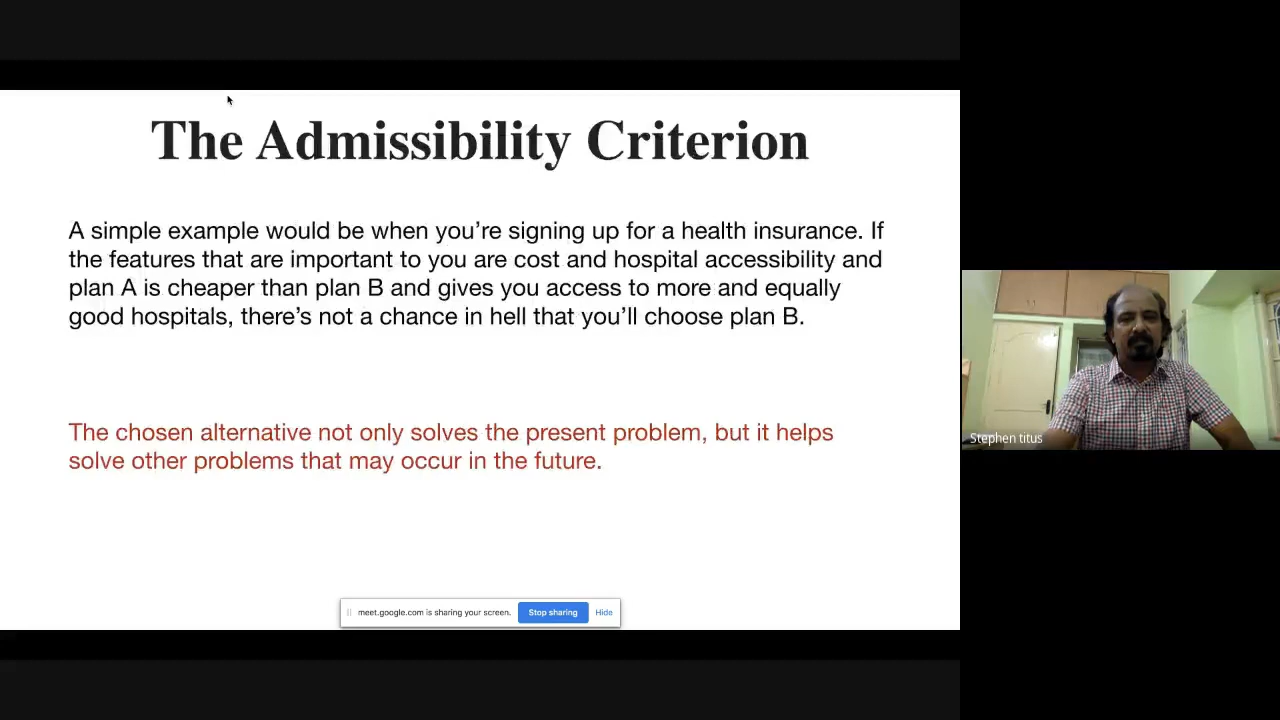 The Admissibility Criterion
A simple example would be when you’re signing up for a health insurance. If
the features that are important to you are cost and hospital accessibility and
plan A is cheaper than plan B and gives you access to more and equally
good hospitals, there’s not a chance in hell that you’ll choose plan B.
The chosen alternative not only solves the present problem, but it helps
solve other problems that may occur in the future.
Stephen titus
meet.google.com is sharing your screen. Stop sharing Hide